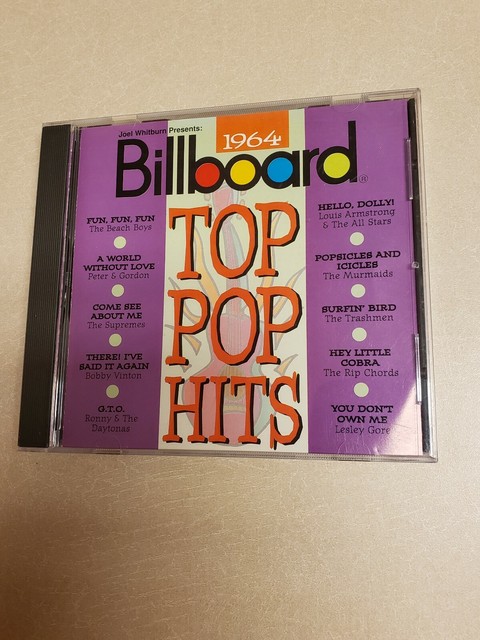 Joel Whitburn Presents:
1964
Billboard®
TOP
POP
HITS
FUN, FUN, FUN
The Beach Boys
A WORLD
WITHOUT LOVE
Peter & Gordon
COME SEE
ABOUT ME
The Supremes
THERE! I'VE
SAID IT AGAIN
Bobby Vinton
G.T.O.
Ronny & The
Daytonas
HELLO, DOLLY!
Louis Armstrong
& The All Stars
POPSICLES AND
ICICLES
The Murmaids
SURFIN' BIRD
The Trashmen
HEY LITTLE
COBRA
The Rip Chords
YOU DON'T
OWN ME
Lesley Gore